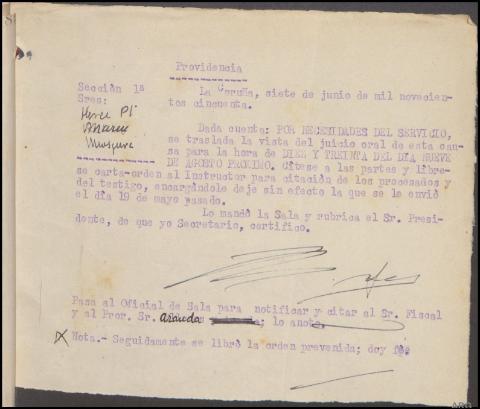 Providencia
Sección 1ª
Sres:
La Coruña, siete de junio de mil novecien-
tos cincuenta.
Dada cuenta: POR NECESIDADES DEL SERVICIO,
se traslada la vista del juicio oral de esta cau-
sa para la hora de DIEZ Y TREINTA DEL DIA NUEVE
DE AGOSTO PROXIMO. Cítese a las partes y libre-
se carta-orden al Instructor para citación de los procesados y
del testigo, encargándole deje sin efecto la que se le envió
el día 19 de mayo pasado.
Lo mandó la Sala y rubrica el Sr. Presi-
dente, de que yo Secretario, certifico.
Pasa al Oficial de Sala para notificar y citar al Sr. Fiscal
y al Pror. Sr. ; lo anoto.
Nota.- Seguidamente se libró la orden prevenida; doy fé